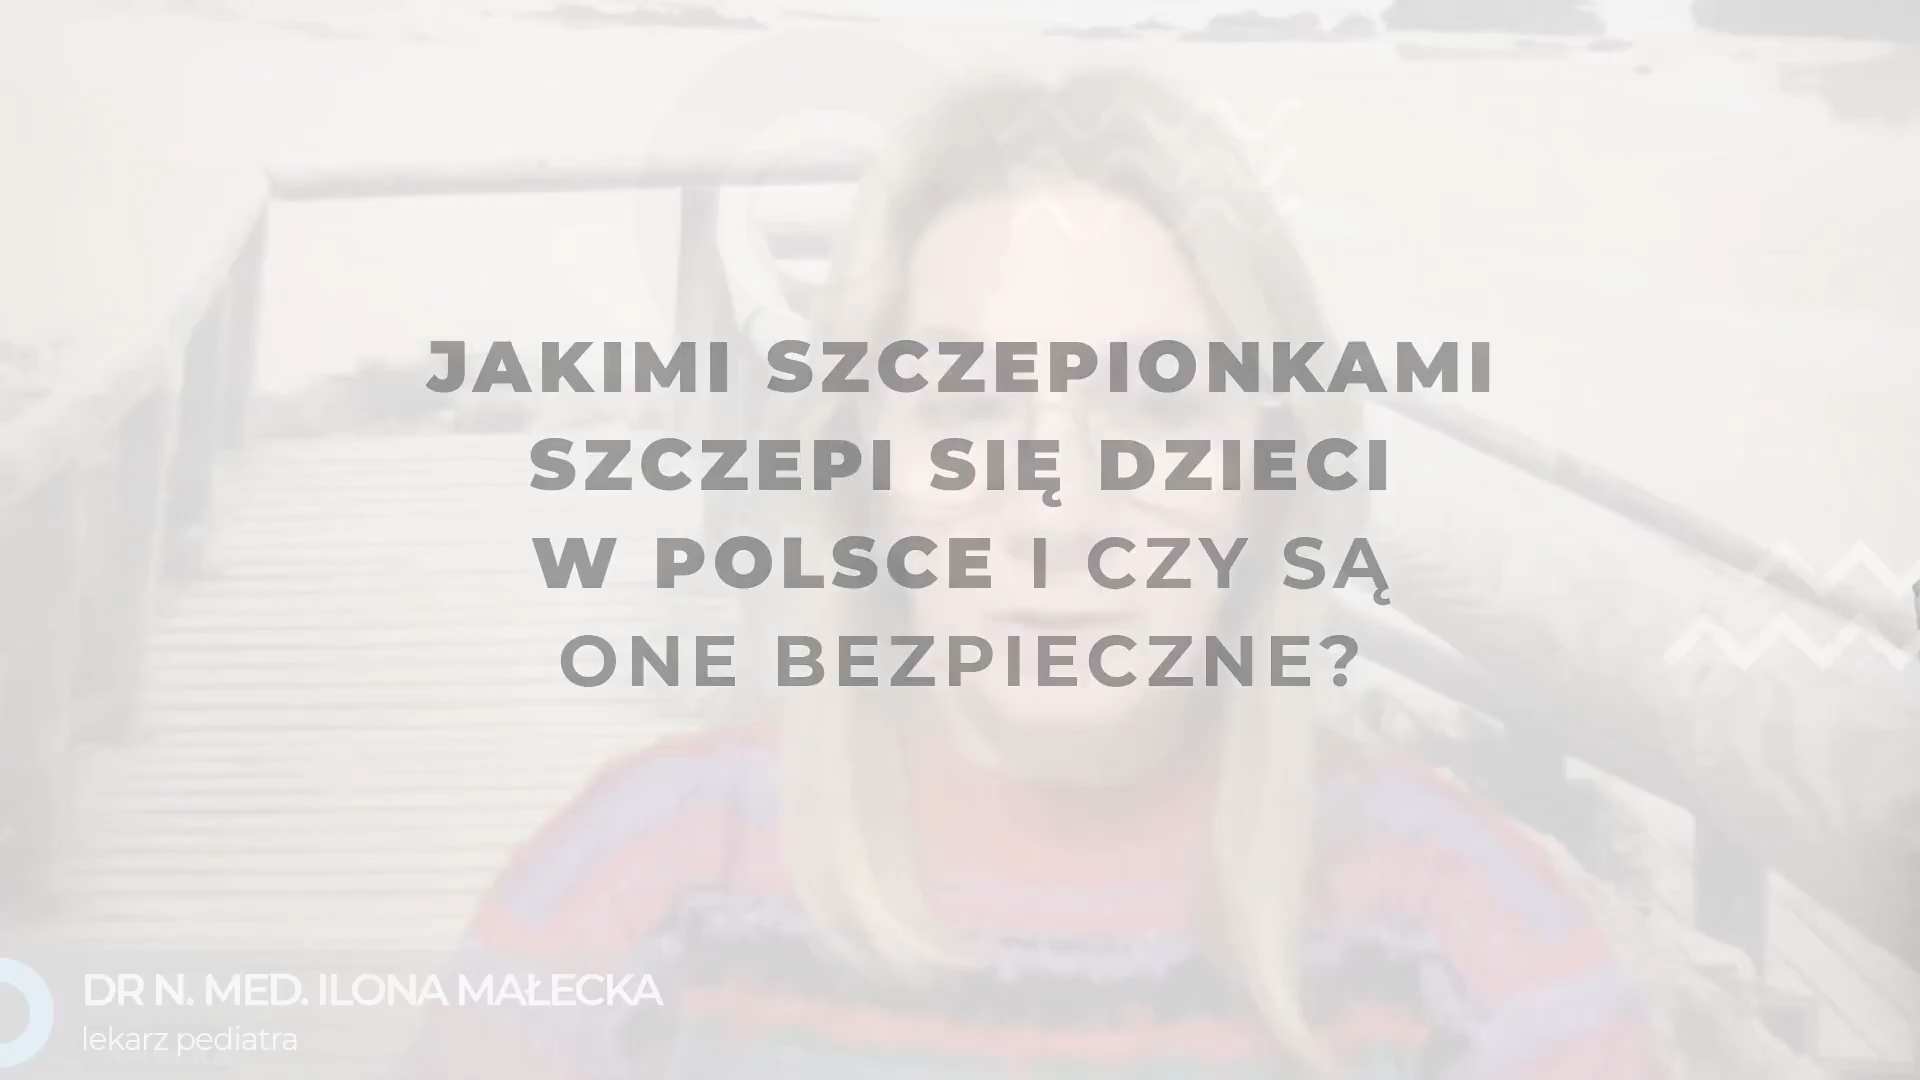 JAKIMI SZCZEPIONKAMI
SZCZEPI SIĘ DZIECI
W POLSCE I CZY SĄ
ONE BEZPIECZNE?
DR N. MED. ILONA MAŁECKA
lekarz pediatra